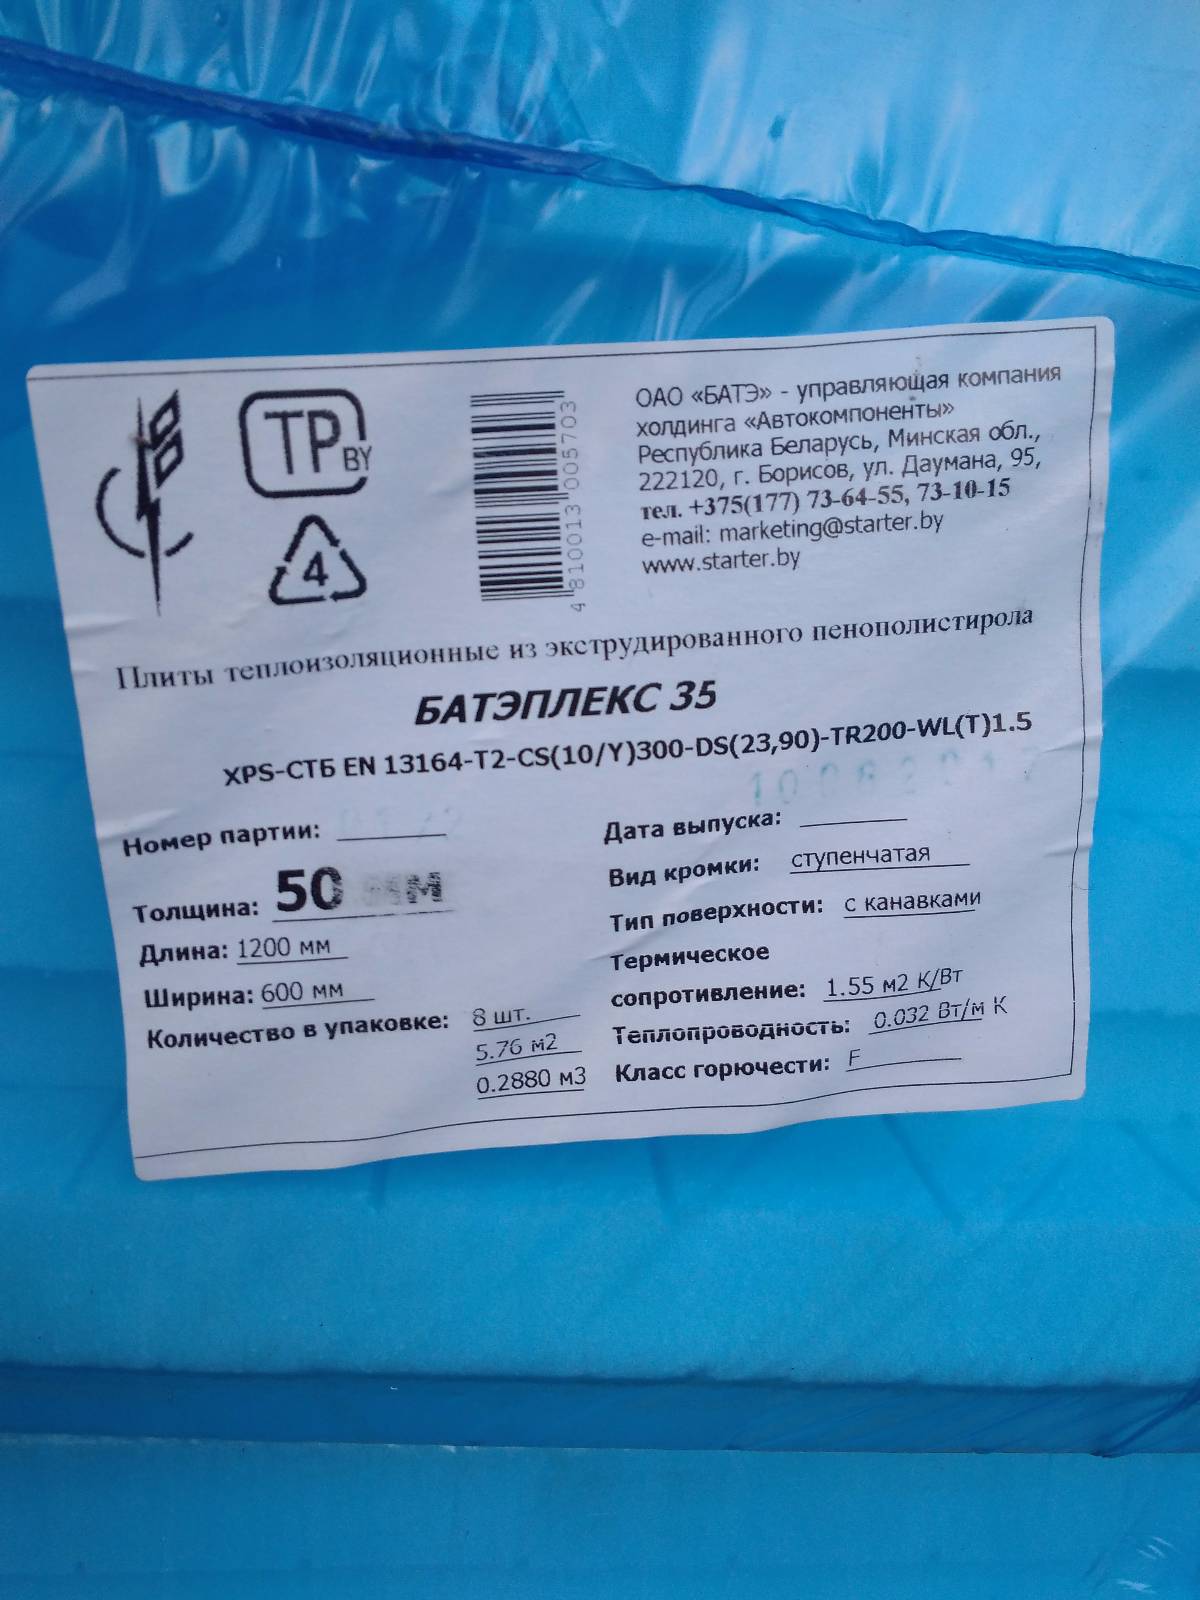 ТР BY
4
4 810013 005703
ОАО «БАТЭ» - управляющая компания
холдинга «Автокомпоненты»
Республика Беларусь, Минская обл.,
222120, г. Борисов, ул. Даумана, 95,
тел. +375(177) 73-64-55, 73-10-15
e-mail: marketing@starter.by
www.starter.by
Плиты теплоизоляционные из экструдированного пенополистирола
БАТЭПЛЕКС 35
XPS-СТБ EN 13164-T2-CS(10/Y)300-DS(23,90)-TR200-WL(T)1.5
Номер партии:
Толщина: 50
Длина: 1200 мм
Ширина: 600 мм
Количество в упаковке: 8 шт.
5.76 м2
0.2880 м3
10082017
Дата выпуска:
Вид кромки: ступенчатая
Тип поверхности: с канавками
Термическое
сопротивление: 1.55 м2 К/Вт
Теплопроводность: 0.032 Вт/м К
Класс горючести: F